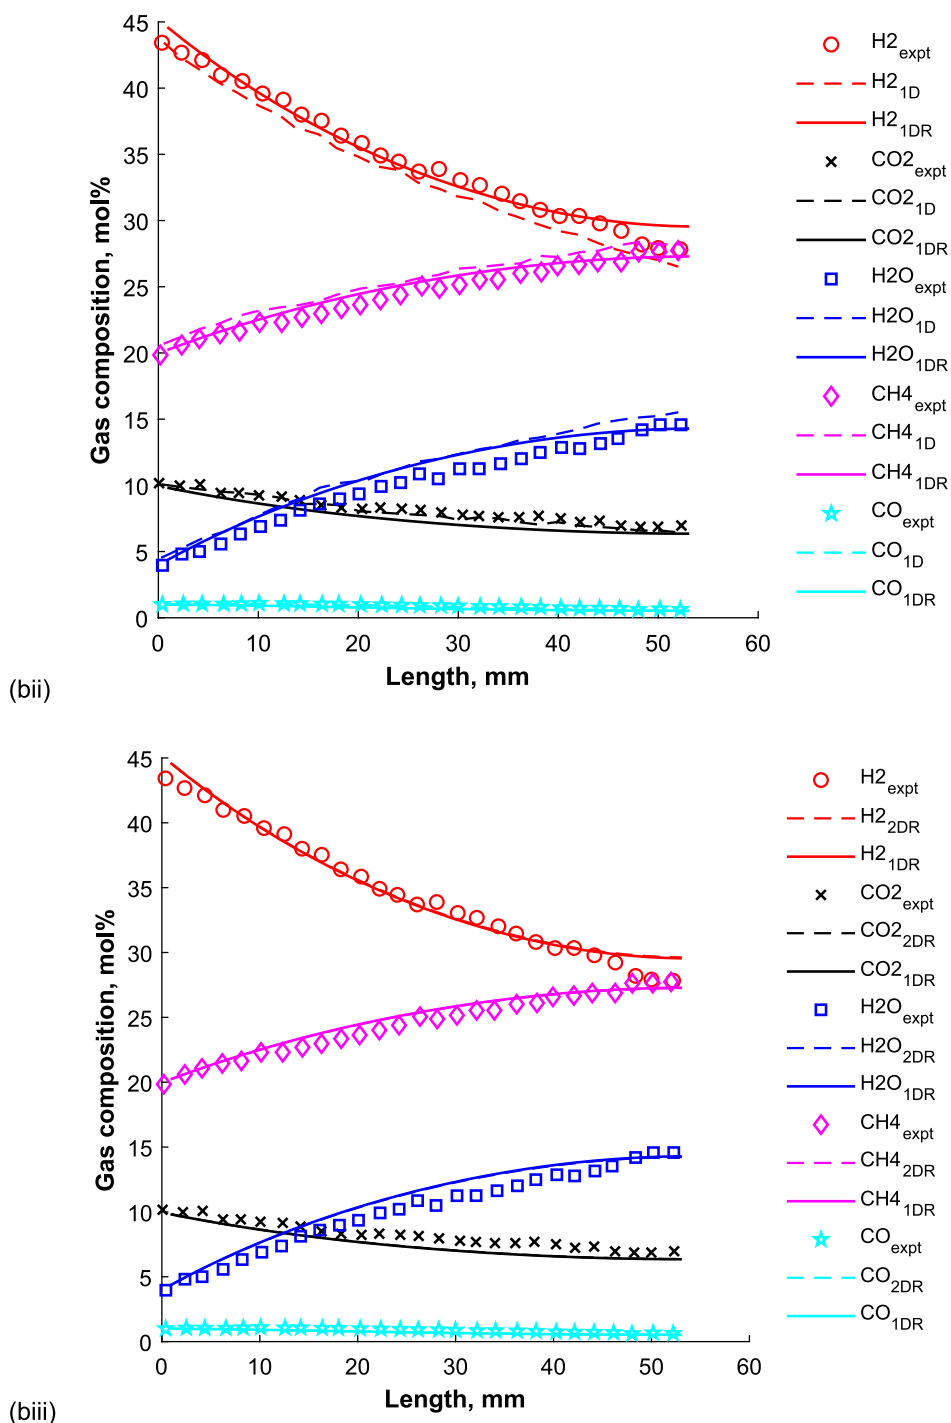 45
40
35
30
25
20
15
10
5
0
Gas composition, mol%
0 10 20 30 40 50 60
Length, mm
H2expt
H21D
H21DR
CO2expt
CO21D
CO21DR
H2Oexpt
H2O1D
H2O1DR
CH4expt
CH41D
CH41DR
COexpt
CO1D
CO1DR
(bii)
45
40
35
30
25
20
15
10
5
0
Gas composition, mol%
0 10 20 30 40 50 60
Length, mm
H2expt
H22DR
H21DR
CO2expt
CO22DR
CO21DR
H2Oexpt
H2O2DR
H2O1DR
CH4expt
CH42DR
CH41DR
COexpt
CO2DR
CO1DR
(biii)